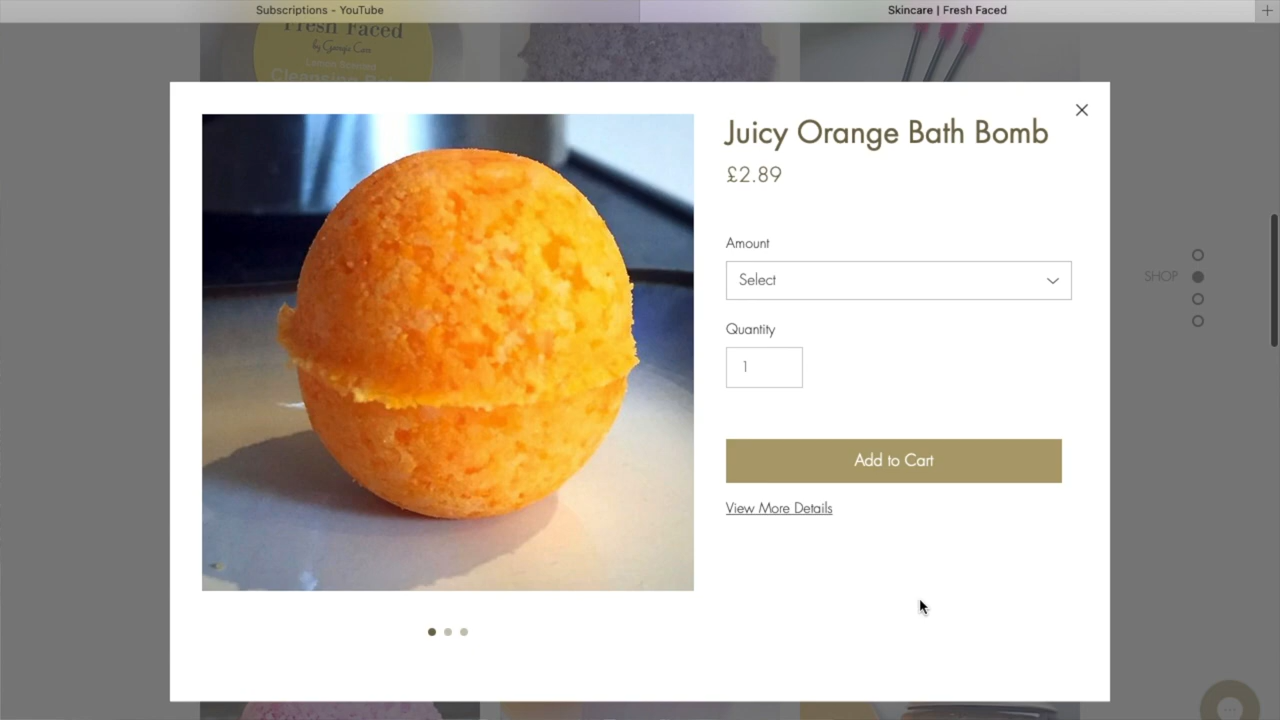 Subscriptions - YouTube
Skincare | Fresh Faced
Fresh Faced
Juicy Orange Bath Bomb
£2.89
Amount
Select
SHOP
Quantity
1
Add to Cart
View More Details